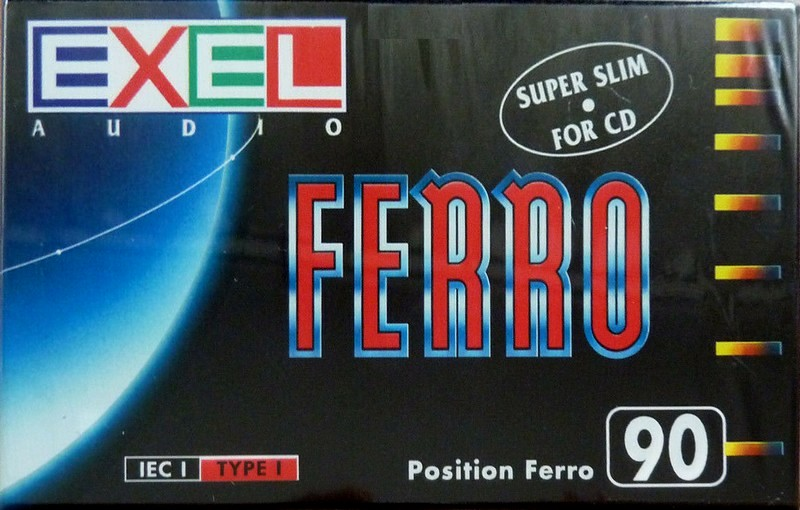 EXEL
AUDIO
SUPER SLIM
FOR CD
FERRO
IEC I TYPE I
Position Ferro 90